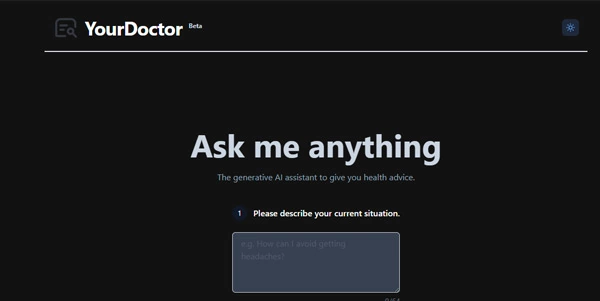 YourDoctor Beta
Ask me anything
The generative AI assistant to give you health advice.
1 Please describe your current situation.
e.g. How can I avoid getting
headaches?